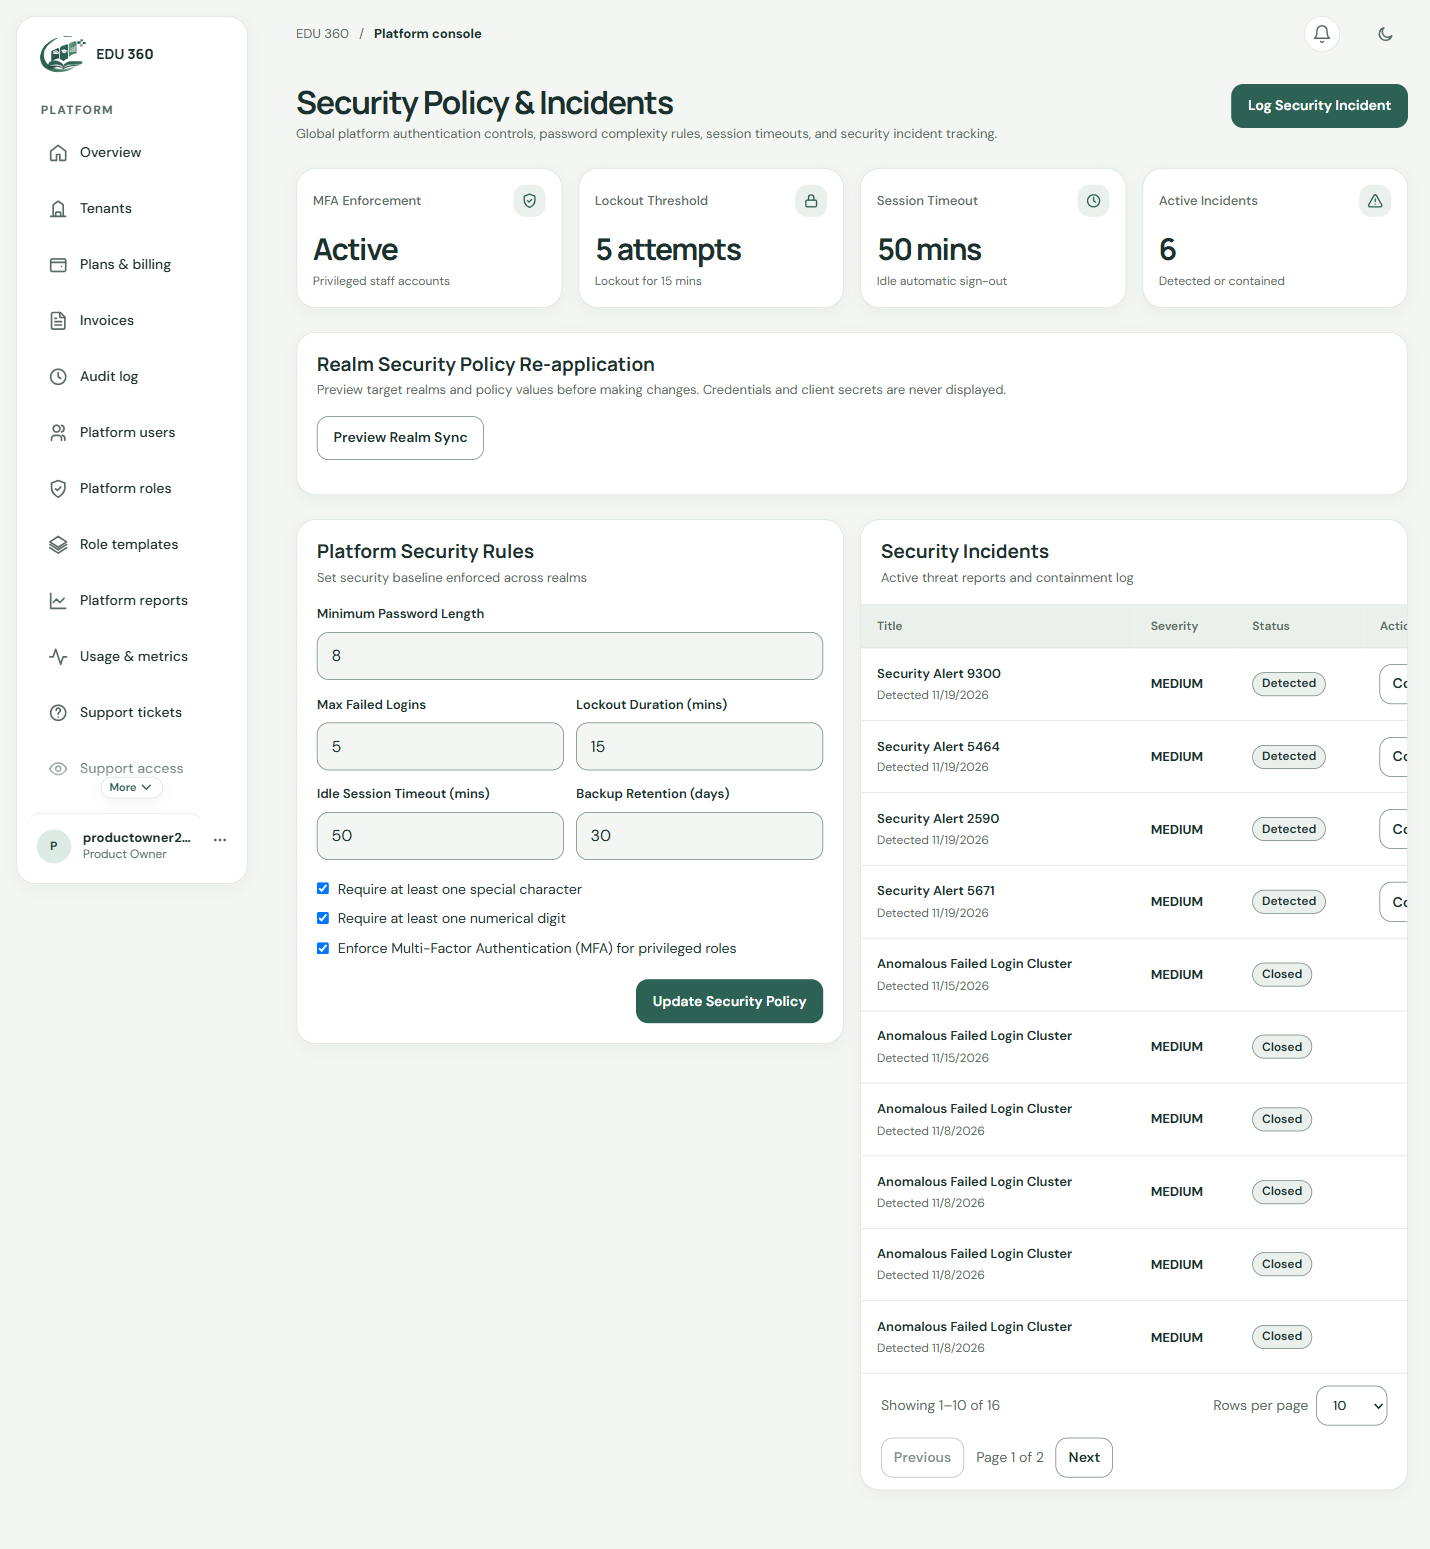 EDU 360
PLATFORM
Overview
Tenants
Plans & billing
Invoices
Audit log
Platform users
Platform roles
Role templates
Platform reports
Usage & metrics
Support tickets
Support access
More
P
productowner2...
Product Owner
EDU 360 / Platform console
Security Policy & Incidents
Global platform authentication controls, password complexity rules, session timeouts, and security incident tracking.
Log Security Incident
MFA Enforcement
Active
Privileged staff accounts
Lockout Threshold
5 attempts
Lockout for 15 mins
Session Timeout
50 mins
Idle automatic sign-out
Active Incidents
6
Detected or contained
Realm Security Policy Re-application
Preview target realms and policy values before making changes. Credentials and client secrets are never displayed.
Preview Realm Sync
Platform Security Rules
Set security baseline enforced across realms
Minimum Password Length
8
Max Failed Logins
5
Lockout Duration (mins)
15
Idle Session Timeout (mins)
50
Backup Retention (days)
30
Require at least one special character
Require at least one numerical digit
Enforce Multi-Factor Authentication (MFA) for privileged roles
Update Security Policy
Security Incidents
Active threat reports and containment log
Title Severity Status
Security Alert 9300
Detected 11/19/2026
MEDIUM
Detected
Security Alert 5464
Detected 11/19/2026
MEDIUM
Detected
Security Alert 2590
Detected 11/19/2026
MEDIUM
Detected
Security Alert 5671
Detected 11/19/2026
MEDIUM
Detected
Anomalous Failed Login Cluster
Detected 11/15/2026
MEDIUM
Closed
Anomalous Failed Login Cluster
Detected 11/15/2026
MEDIUM
Closed
Anomalous Failed Login Cluster
Detected 11/8/2026
MEDIUM
Closed
Anomalous Failed Login Cluster
Detected 11/8/2026
MEDIUM
Closed
Anomalous Failed Login Cluster
Detected 11/8/2026
MEDIUM
Closed
Anomalous Failed Login Cluster
Detected 11/8/2026
MEDIUM
Closed
Showing 1–10 of 16
Rows per page 10
Previous Page 1 of 2 Next